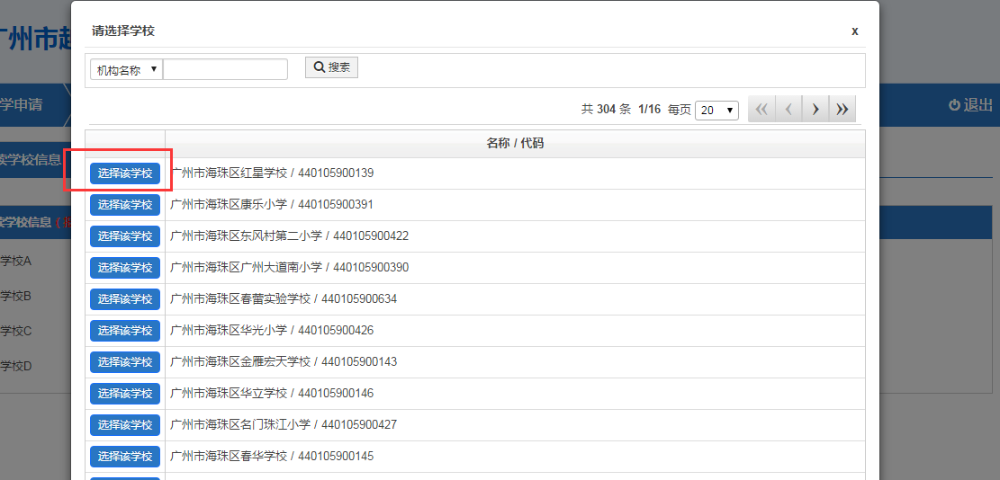 请选择学校 x
广州市起
机构名称 搜索
学申请 退出
共 304 条 1/16 每页 20
名称 / 代码
读学校信息 选择该学校 广州市海珠区红星学校 / 440105900139
选择该学校 广州市海珠区康乐小学 / 440105900391
读学校信息
选择该学校 广州市海珠区东风村第二小学 / 440105900422
学校A 选择该学校 广州市海珠区广州大道南小学 / 440105900390
学校B 选择该学校 广州市海珠区春蕾实验学校 / 440105900634
学校C 选择该学校 广州市海珠区华光小学 / 440105900426
学校D 选择该学校 广州市海珠区金雁宏天学校 / 440105900143
选择该学校 广州市海珠区华立学校 / 440105900146
选择该学校 广州市海珠区名门珠江小学 / 440105900427
选择该学校 广州市海珠区春华学校 / 440105900145